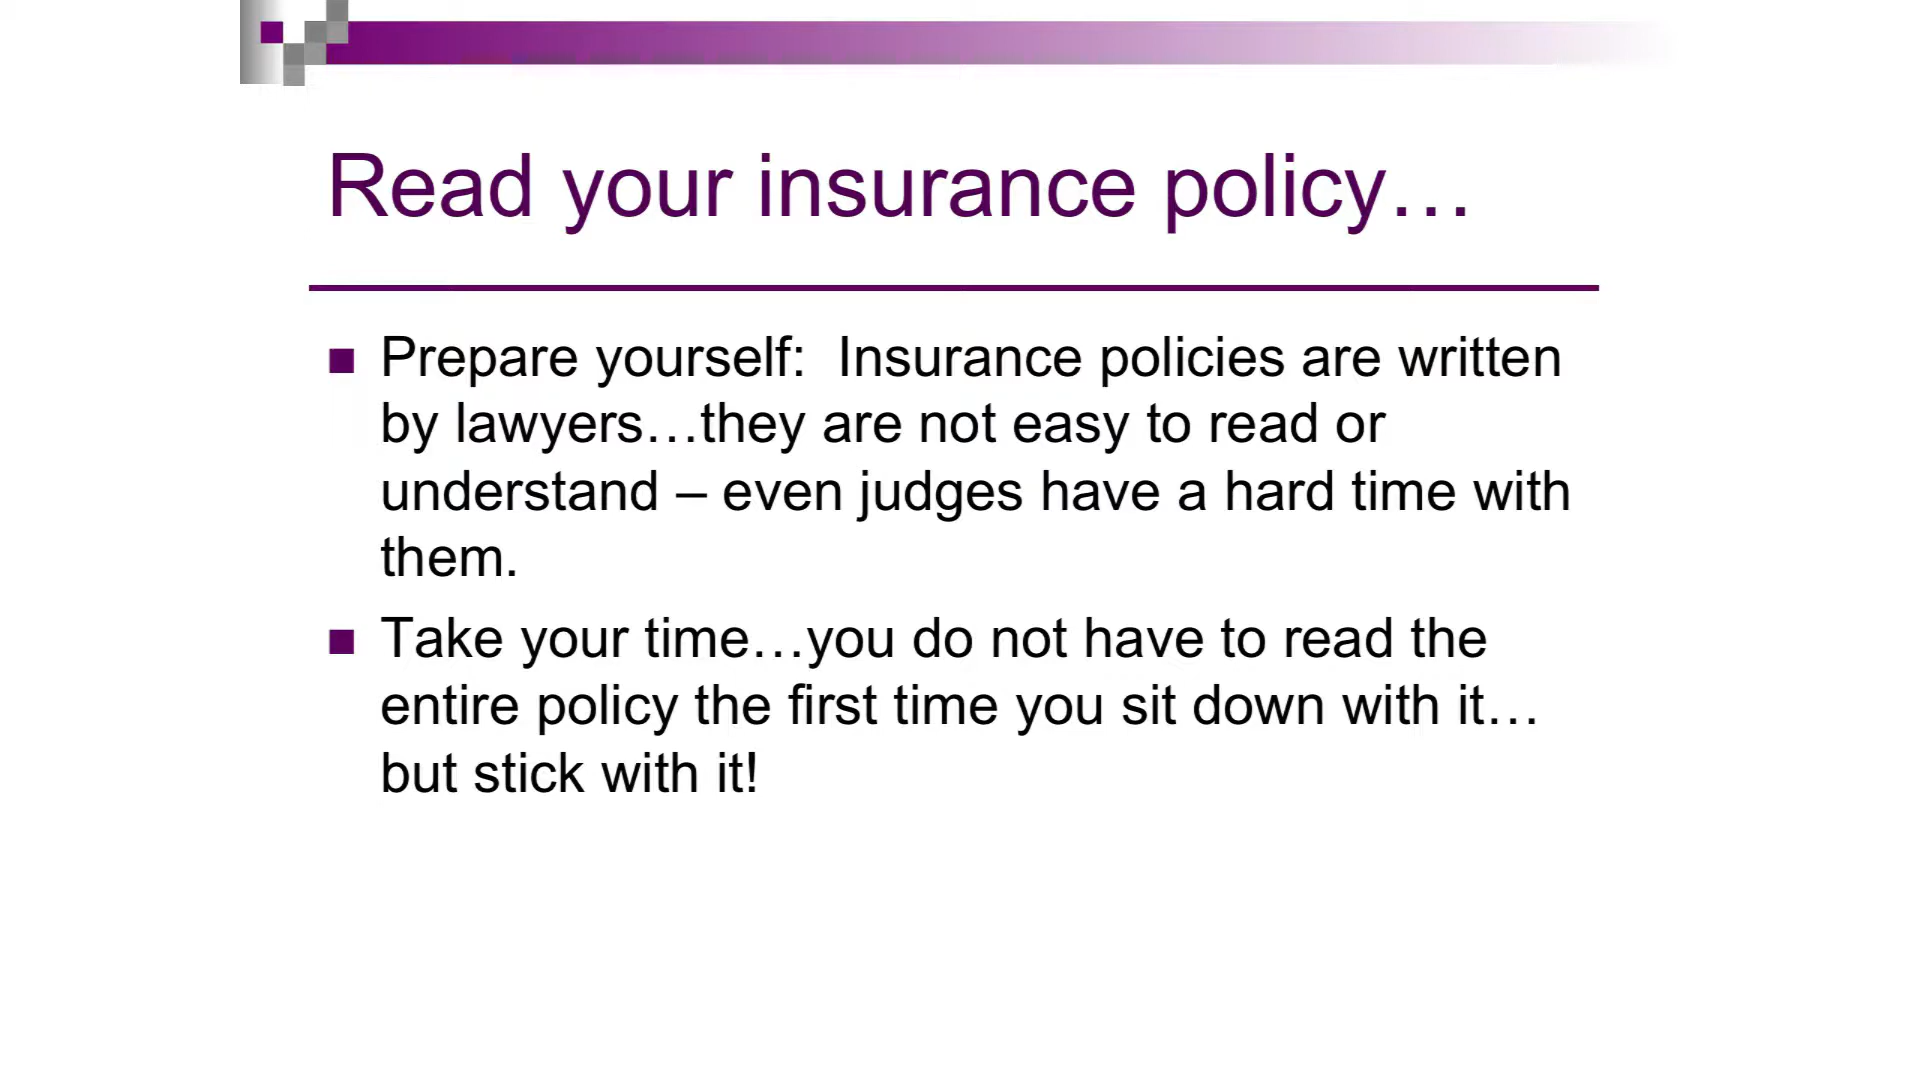 Read your insurance policy…
Prepare yourself:  Insurance policies are written
by lawyers…they are not easy to read or
understand – even judges have a hard time with
them.
Take your time…you do not have to read the
entire policy the first time you sit down with it…
but stick with it!